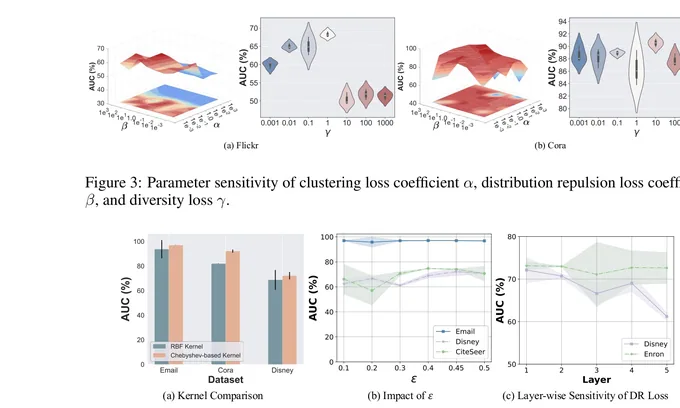 70
60
50
40
30
AUC (%)
β
α
70
65
60
55
50
AUC (%)
0.001 0.01 0.1 1 10 100 1000
γ
100
80
60
40
AUC (%)
β
α
94
92
90
88
86
84
82
80
AUC (%)
0.001 0.01 0.1 1 10 100
γ
(a) Flickr
(b) Cora
Figure 3: Parameter sensitivity of clustering loss coefficient α, distribution repulsion loss coeffi
β, and diversity loss γ.
100
80
60
40
20
0
AUC (%)
RBF Kernel
Chebyshev-based Kernel
Email Cora Disney
Dataset
100
80
60
40
20
0
AUC (%)
Email
Disney
CiteSeer
0.1 0.2 0.3 0.4 0.45 0.5
ε
80
70
60
50
AUC (%)
Disney
Enron
1 2 3 4 5
Layer
(a) Kernel Comparison
(b) Impact of ε
(c) Layer-wise Sensitivity of DR Loss